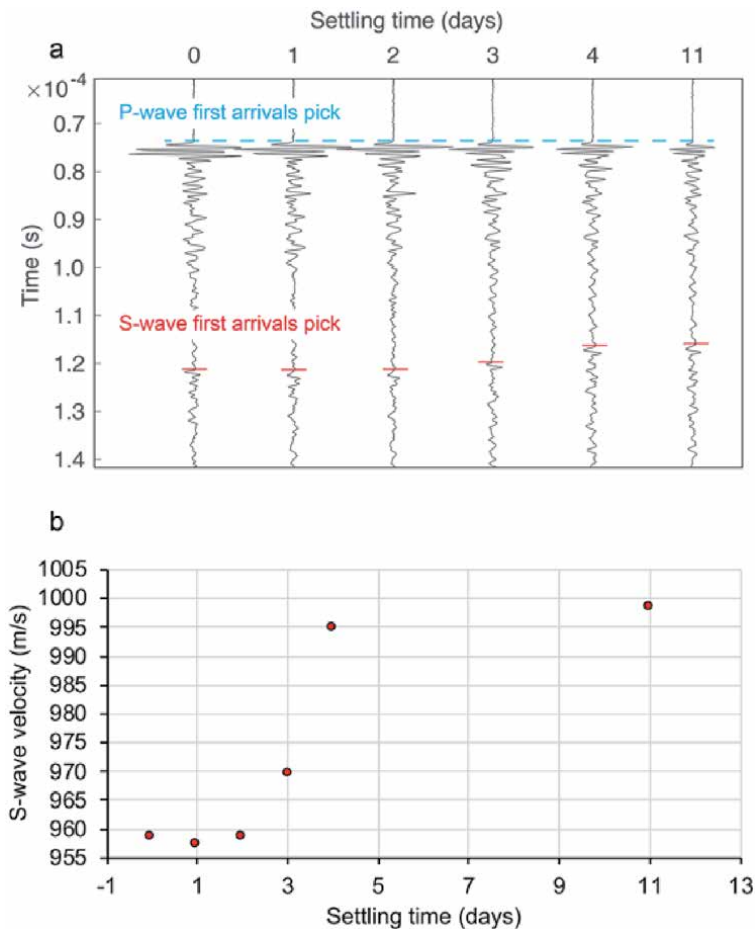 Settling time (days)
a
0 1 2 3 4 11
×10⁻⁴
P-wave first arrivals pick
0.7
0.8
0.9
1.0
1.1
1.2
1.3
1.4
Time (s)
S-wave first arrivals pick
b
1005
1000
995
990
985
980
975
970
965
960
955
S-wave velocity (m/s)
-1 1 3 5 7 9 11 13
Settling time (days)